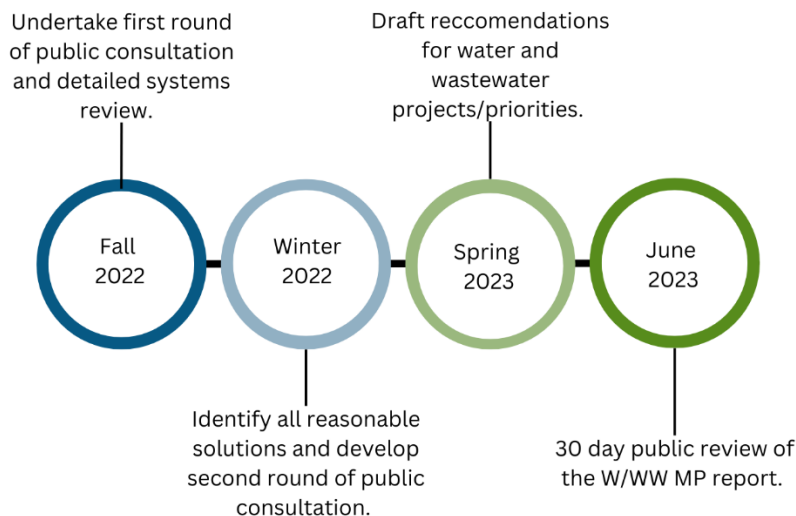 Undertake first round
of public consultation
and detailed systems
review.
Draft reccomendations
for water and
wastewater
projects/priorities.
Fall
2022
Winter
2022
Spring
2023
June
2023
Identify all reasonable
solutions and develop
second round of public
consultation.
30 day public review of
the W/WW MP report.